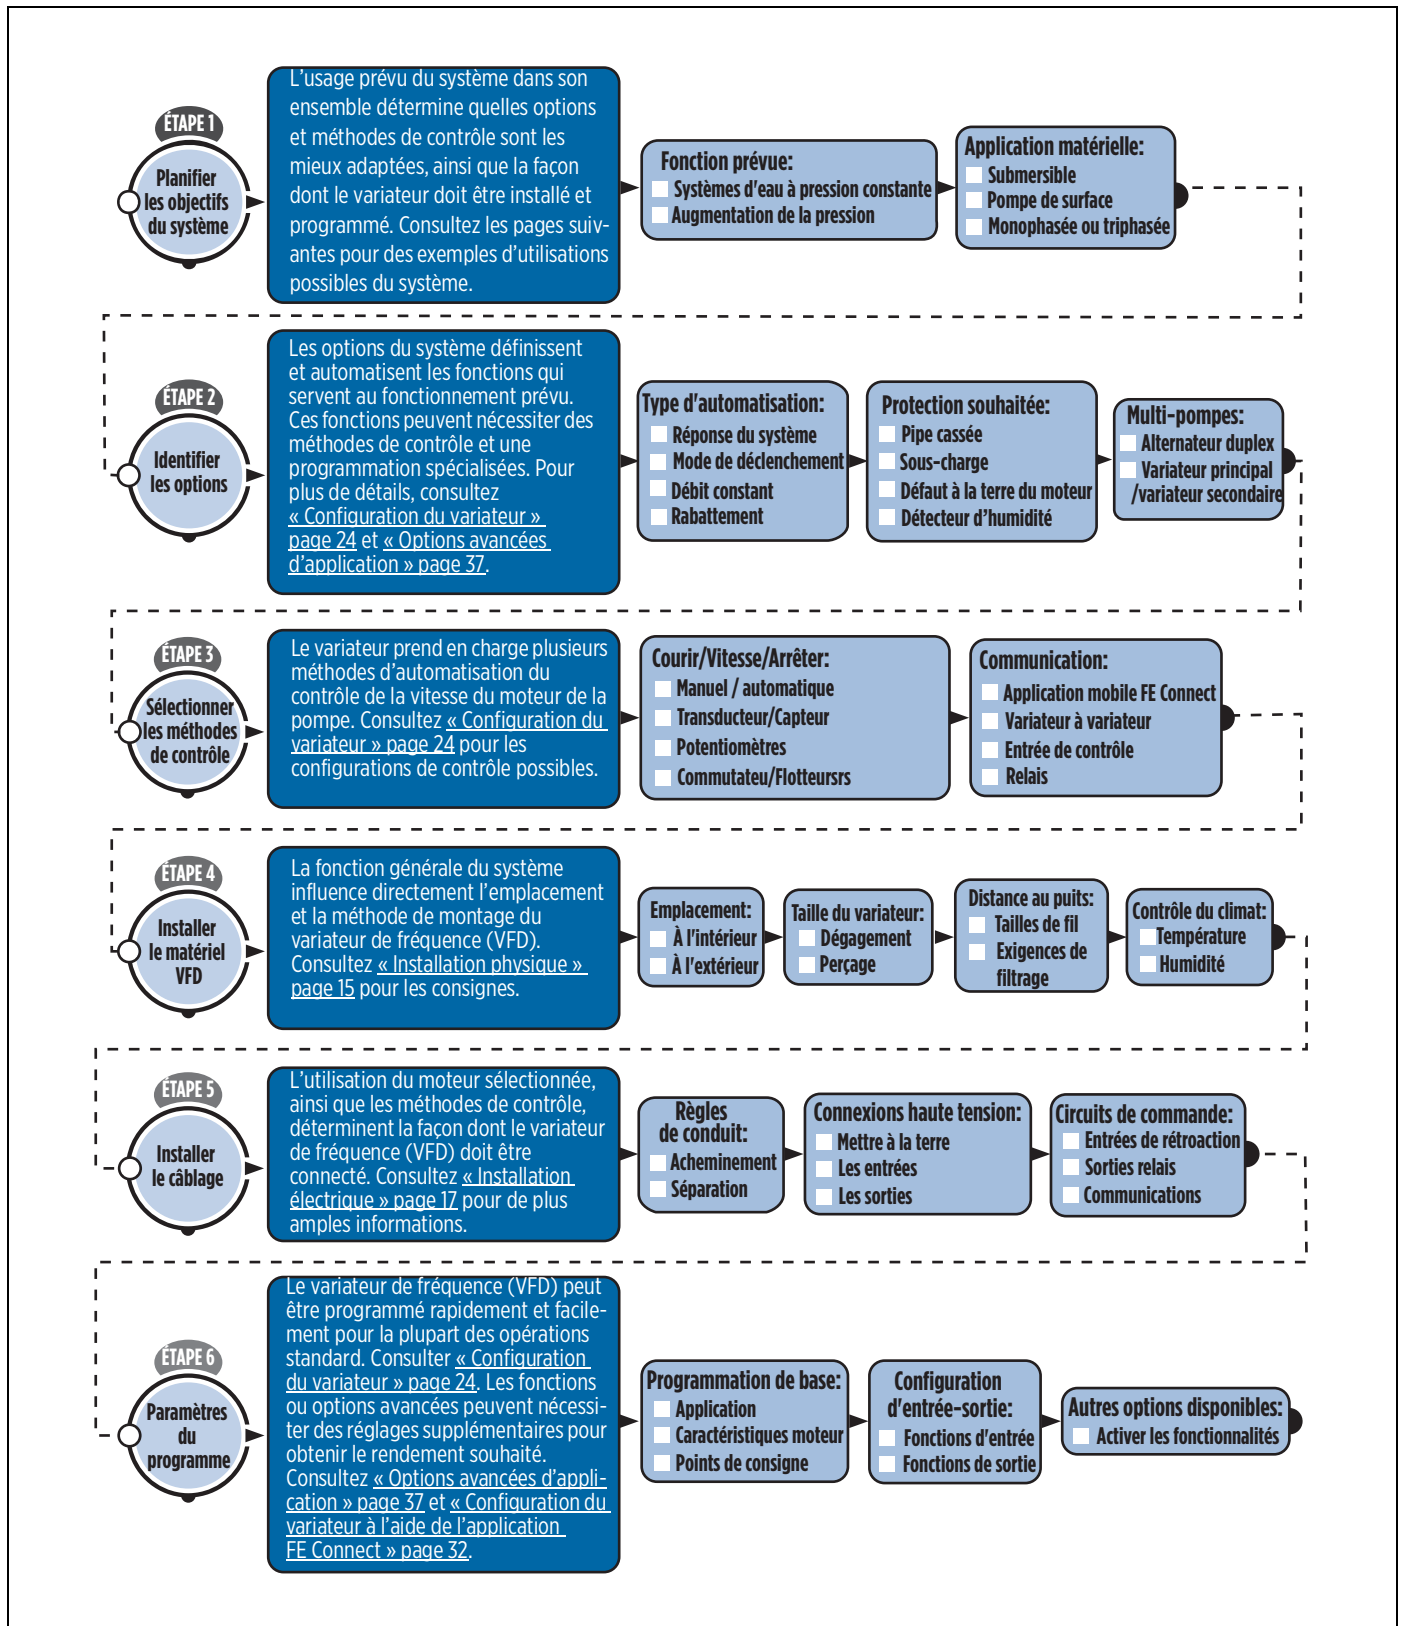 ÉTAPE 1
Planifier
les objectifs
du système
L'usage prévu du système dans son
ensemble détermine quelles options
et méthodes de contrôle sont les
mieux adaptées, ainsi que la façon
dont le variateur doit être installé et
programmé. Consultez les pages suiv-
antes pour des exemples d'utilisations
possibles du système.
Fonction prévue:
Systèmes d'eau à pression constante
Augmentation de la pression
Application matérielle:
Submersible
Pompe de surface
Monophasée ou triphasée
ÉTAPE 2
Identifier
les options
Les options du système définissent
et automatisent les fonctions qui
servent au fonctionnement prévu.
Ces fonctions peuvent nécessiter des
méthodes de contrôle et une
programmation spécialisées. Pour
plus de détails, consultez
« Configuration du variateur »
page 24 et « Options avancées
d'application » page 37.
Type d'automatisation:
Réponse du système
Mode de déclenchement
Débit constant
Rabattement
Protection souhaitée:
Pipe cassée
Sous-charge
Défaut à la terre du moteur
Détecteur d'humidité
Multi-pompes:
Alternateur duplex
Variateur principal
/variateur secondaire
ÉTAPE 3
Sélectionner
les méthodes
de contrôle
Le variateur prend en charge plusieurs
méthodes d'automatisation du
contrôle de la vitesse du moteur de la
pompe. Consultez « Configuration du
variateur » page 24 pour les
configurations de contrôle possibles.
Courir/Vitesse/Arrêter:
Manuel / automatique
Transducteur/Capteur
Potentiomètres
Commutateu/Flotteursrs
Communication:
Application mobile FE Connect
Variateur à variateur
Entrée de contrôle
Relais
ÉTAPE 4
Installer
le matériel
VFD
La fonction générale du système
influence directement l'emplacement
et la méthode de montage du
variateur de fréquence (VFD).
Consultez « Installation physique »
page 15 pour les consignes.
Emplacement:
À l'intérieur
À l'extérieur
Taille du variateur:
Dégagement
Perçage
Distance au puits:
Tailles de fil
Exigences de
filtrage
Contrôle du climat:
Température
Humidité
ÉTAPE 5
Installer
le câblage
L'utilisation du moteur sélectionnée,
ainsi que les méthodes de contrôle,
déterminent la façon dont le variateur
de fréquence (VFD) doit être
connecté. Consultez « Installation
électrique » page 17 pour de plus
amples informations.
Règles
de conduit:
Acheminement
Séparation
Connexions haute tension:
Mettre à la terre
Les entrées
Les sorties
Circuits de commande:
Entrées de rétroaction
Sorties relais
Communications
ÉTAPE 6
Paramètres
du
programme
Le variateur de fréquence (VFD) peut
être programmé rapidement et facile-
ment pour la plupart des opérations
standard. Consulter « Configuration
du variateur » page 24. Les fonctions
ou options avancées peuvent nécessi-
ter des réglages supplémentaires pour
obtenir le rendement souhaité.
Consultez « Options avancées d'appli-
cation » page 37 et « Configuration du
variateur à l'aide de l'application
FE Connect » page 32.
Programmation de base:
Application
Caractéristiques moteur
Points de consigne
Configuration
d'entrée-sortie:
Fonctions d'entrée
Fonctions de sortie
Autres options disponibles:
Activer les fonctionnalités